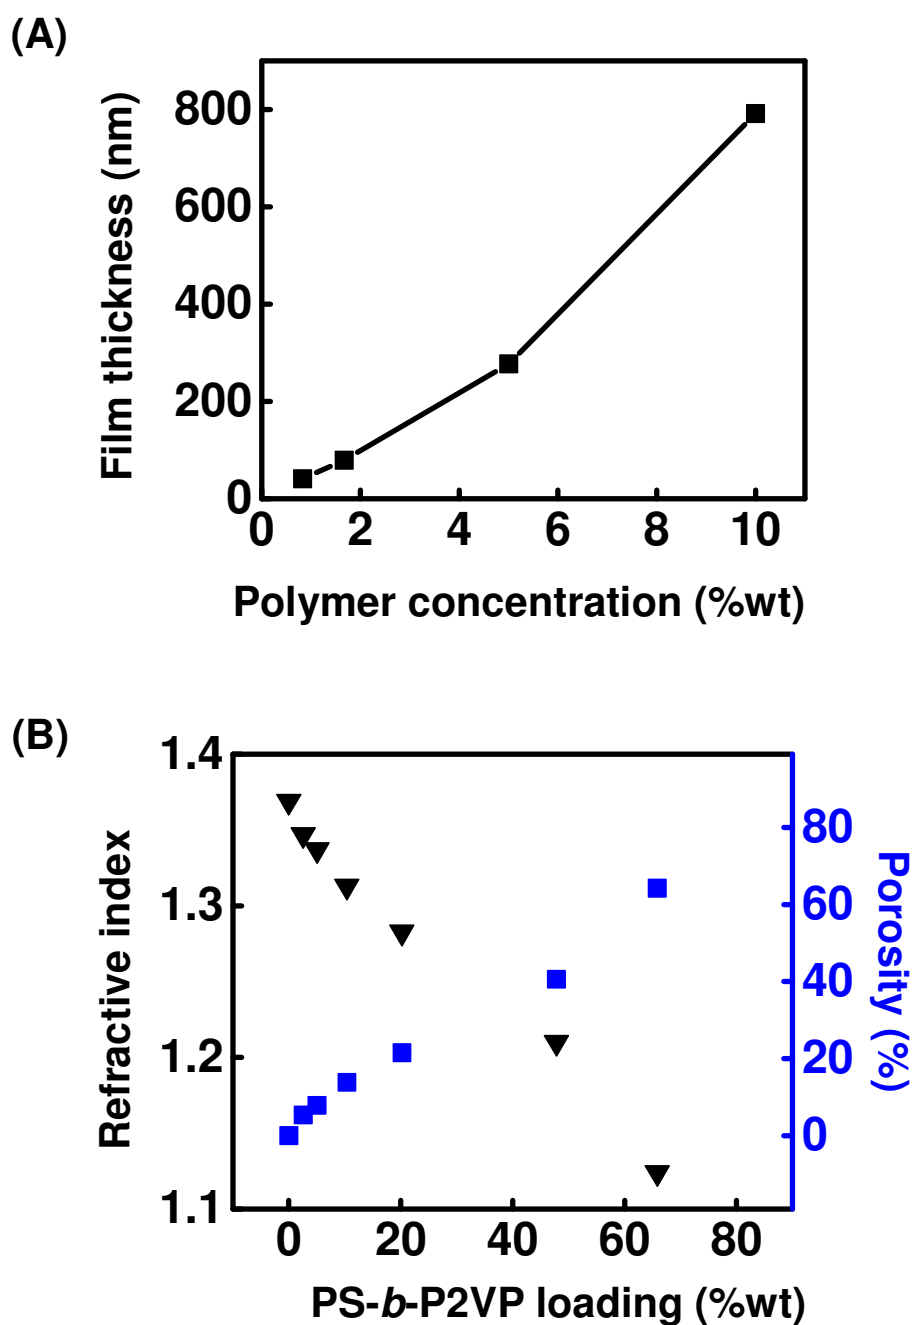 (A)
800
600
400
200
0
Film thickness (nm)
0 2 4 6 8 10
Polymer concentration (%wt)
(B)
1.4
1.3
1.2
1.1
Refractive index
80
60
40
20
0
Porosity (%)
0 20 40 60 80
PS-b-P2VP loading (%wt)